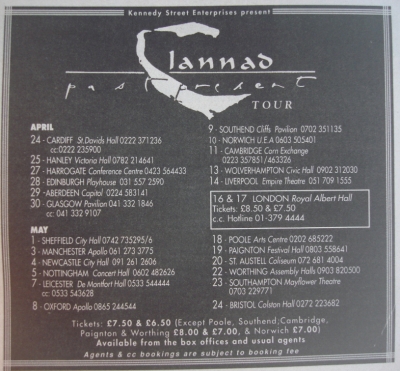 Kennedy Street Enterprises present
Clannad
past present
TOUR
APRIL
24 - CARDIFF St.Davids Hall 0222 371236
cc:0222 235900
25 - HANLEY Victoria Hall 0782 214641
27 - HARROGATE Conference Centre 0423 564433
28 - EDINBURGH Playhouse 031 557 2590
29 - ABERDEEN Capitol 0224 583141
30 - GLASGOW Pavilion 041 332 1846
cc: 041 332 9107
MAY
1 - SHEFFIELD City Hall 0742 735295/6
3 - MANCHESTER Apollo 061 273 3775
4 - NEWCASTLE City Hall 091 261 2606
5 - NOTTINGHAM Concert Hall 0602 482626
7 - LEICESTER De Montfort Hall 0533 544444
cc: 0533 543628
8 - OXFORD Apollo 0865 244544
9 - SOUTHEND Cliffs Pavilion 0702 351135
10 - NORWICH U.E.A 0603 505401
11 - CAMBRIDGE Corn Exchange
0223 357851/463326
13 - WOLVERHAMPTON Civic Hall 0902 312030
14 - LIVERPOOL Empire Theatre 051 709 1555
16 & 17 LONDON Royal Albert Hall
Tickets: £8.50 & £7.50
c.c. Hotline 01-379 4444
18 - POOLE Arts Centre 0202 685222
19 - PAIGNTON Festival Hall 0803 558641
20 - ST. AUSTELL Coliseum 072 681 4004
22 - WORTHING Assembly Halls 0903 820500
23 - SOUTHAMPTON Mayflower Theatre
0703 229771
24 - BRISTOL Colston Hall 0272 223682
Tickets: £7.50 & £6.50 (Except Poole, Southend,Cambridge,
Paignton & Worthing £8.00 & £7.00, & Norwich £7.00)
Available from the box offices and usual agents
Agents & cc bookings are subject to booking fee